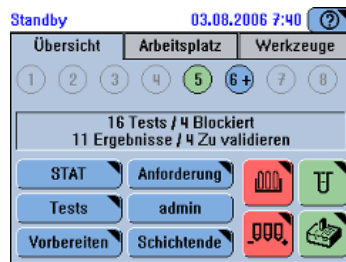 Standby 03.08.2006 7:40 ?
Übersicht Arbeitsplatz Werkzeuge
1 2 3 4 5 6+ 7 8
16 Tests / 4 Blockiert
11 Ergebnisse / 4 Zu validieren
STAT Anforderung
Tests admin
Vorbereiten Schichtende